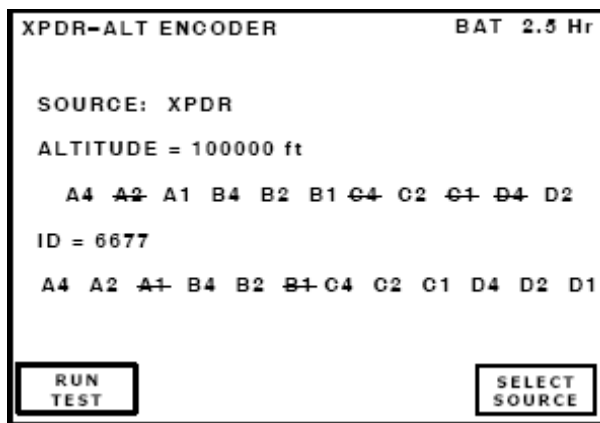 XPDR-ALT ENCODER BAT 2.5 Hr
SOURCE: XPDR
ALTITUDE = 100000 ft
A4 A2 A1 B4 B2 B1 C4 C2 C1 D4 D2
ID = 6677
A4 A2 A1 B4 B2 B1 C4 C2 C1 D4 D2 D1
RUN TEST
SELECT SOURCE